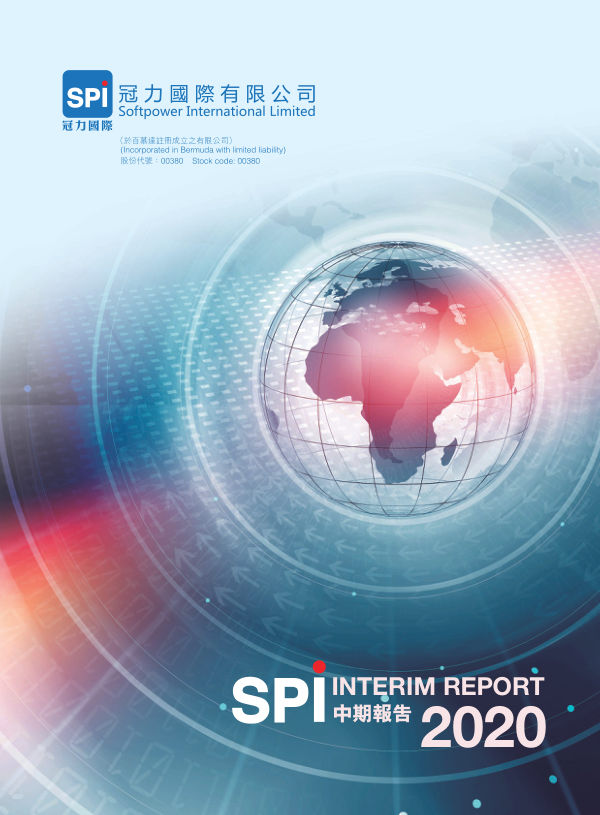 SPi
冠力國際
冠力國際有限公司
Softpower International Limited
(於百慕達註冊成立之有限公司)
(Incorporated in Bermuda with limited liability)
股份代號：00380 Stock code: 00380
SPi
INTERIM REPORT
中期報告
2020